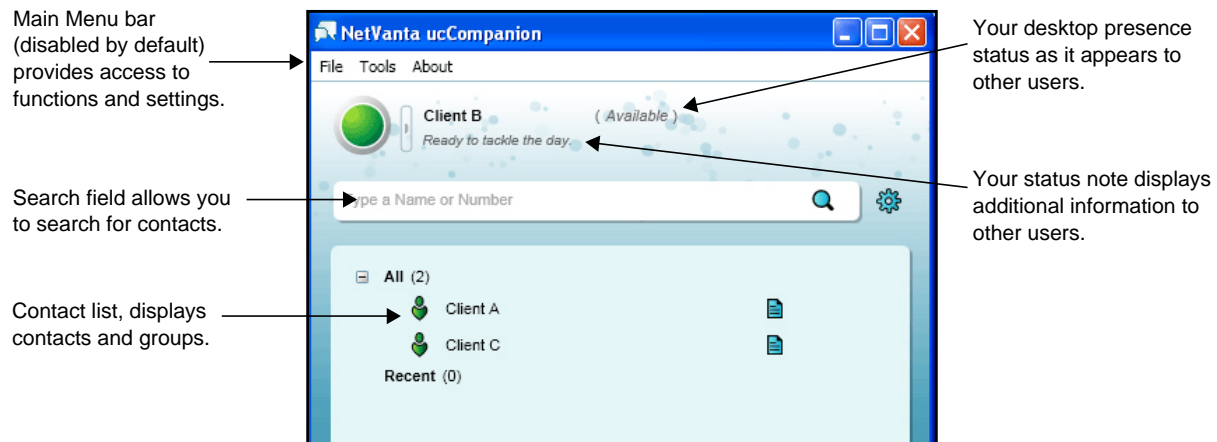 Main Menu bar
(disabled by default)
provides access to
functions and settings.
Search field allows you
to search for contacts.
Contact list, displays
contacts and groups.
NetVanta ucCompanion
File Tools About
Client B (Available)
Ready to tackle the day.
Type a Name or Number
All (2)
Client A
Client C
Recent (0)
Your desktop presence
status as it appears to
other users.
Your status note displays
additional information to
other users.